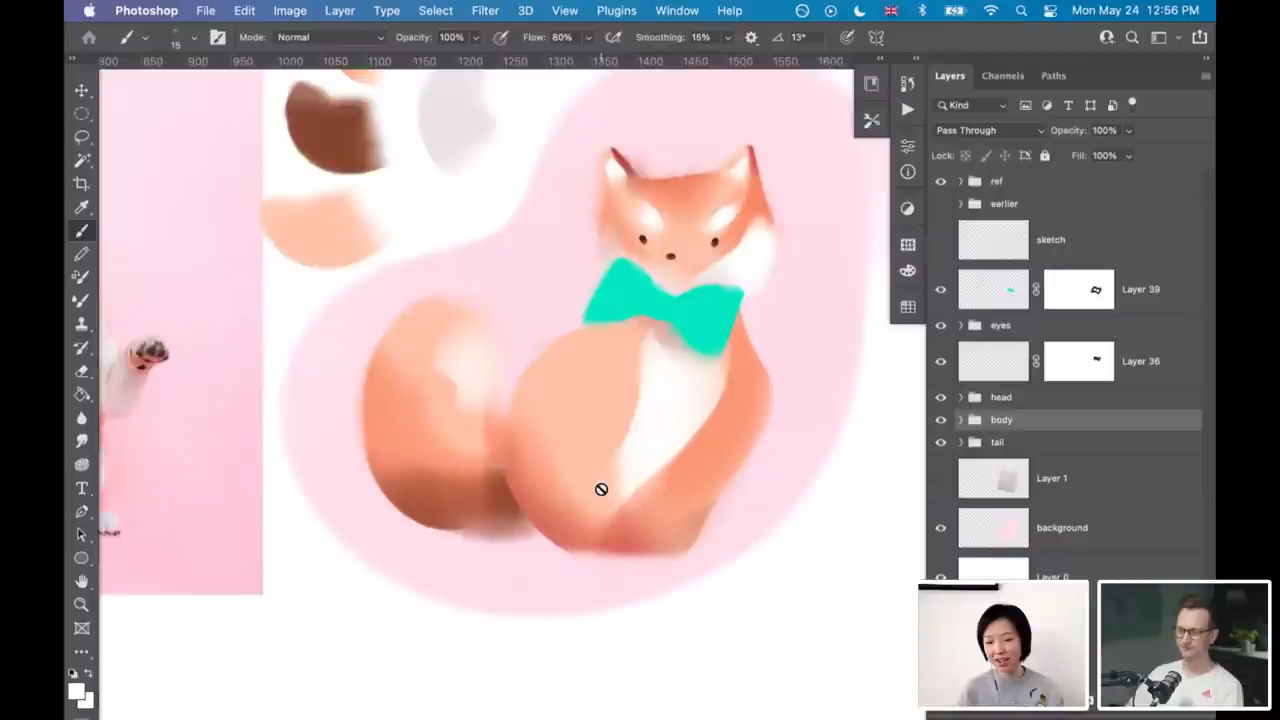 Photoshop File Edit Image Layer Type Select Filter 3D View Plugins Window Help Mon May 24 12:56 PM
15 Mode: Normal Opacity: 100% Flow: 80% Smoothing: 15% 13°
800 850 900 950 1000 1050 1100 1150 1200 1250 1300 1350 1400 1450 1500 1550 1600
Layers Channels Paths
Kind
Pass Through Opacity: 100%
Lock: Fill: 100%
ref
earlier
sketch
Layer 39
eyes
Layer 36
head
body
tail
Layer 1
background
Layer 0